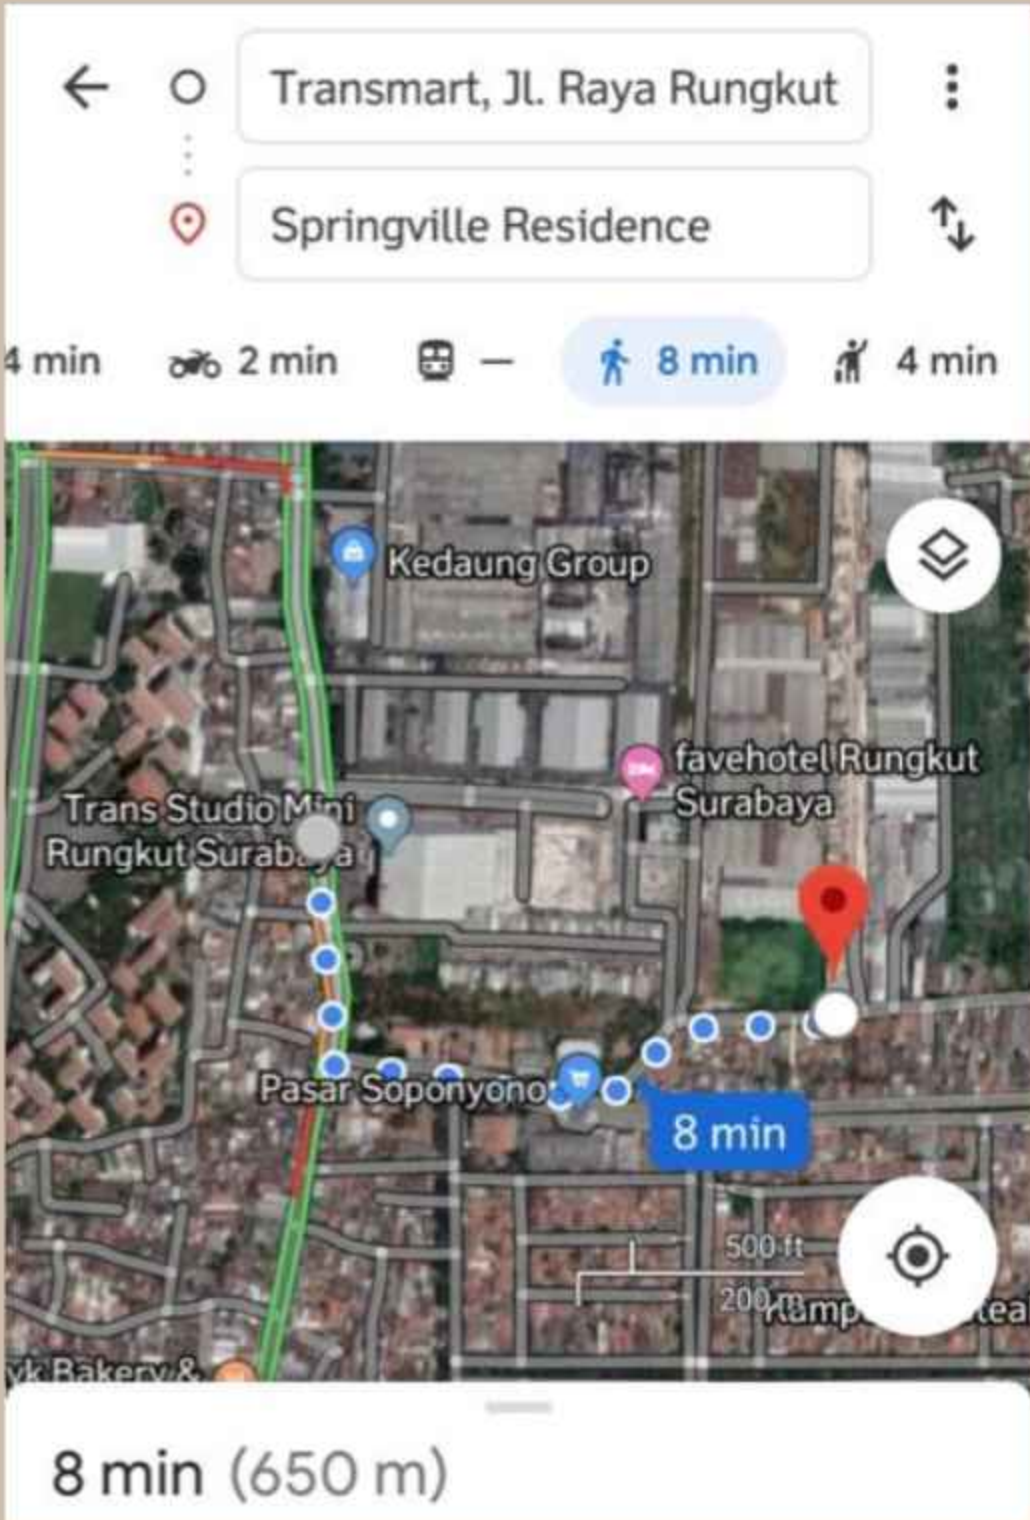 Transmart, Jl. Raya Rungkut
Springville Residence
4 min
2 min
—
8 min
4 min
Kedaung Group
favehotel Rungkut
Surabaya
Trans Studio Mini
Rungkut Surabaya
Pasar Soponyono
8 min
500 ft
200 m
Bakery &
8 min (650 m)